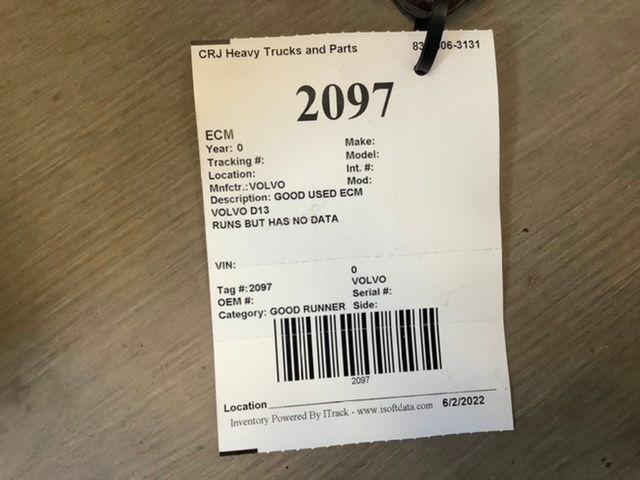 CRJ Heavy Trucks and Parts 06-3131
2097
ECM
Year: 0 Make:
Tracking #: Model:
Location: Int. #:
Mnfctr.:VOLVO Mod:
Description: GOOD USED ECM
VOLVO D13
RUNS BUT HAS NO DATA
VIN: 0
Tag #:2097 VOLVO
OEM #: Serial #:
Category: GOOD RUNNER Side:
2097
Location 6/2/2022
Inventory Powered By ITrack - www.isoftdata.com